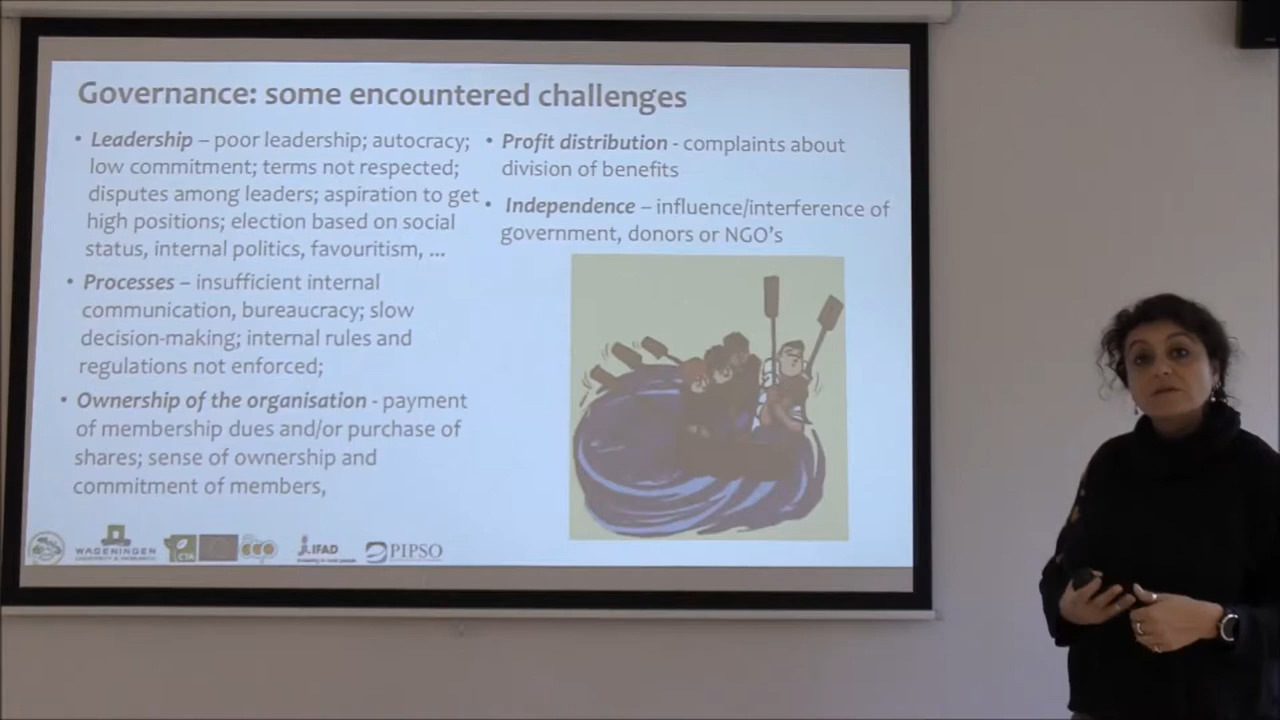 Governance: some encountered challenges
• Leadership – poor leadership; autocracy;
low commitment; terms not respected;
disputes among leaders; aspiration to get
high positions; election based on social
status, internal politics, favouritism, ...
• Processes – insufficient internal
communication, bureaucracy; slow
decision-making; internal rules and
regulations not enforced;
• Ownership of the organisation - payment
of membership dues and/or purchase of
shares; sense of ownership and
commitment of members,
• Profit distribution - complaints about
division of benefits
• Independence – influence/interference of
government, donors or NGO's
WAGENINGEN
CTA
IFAD
PIPSO